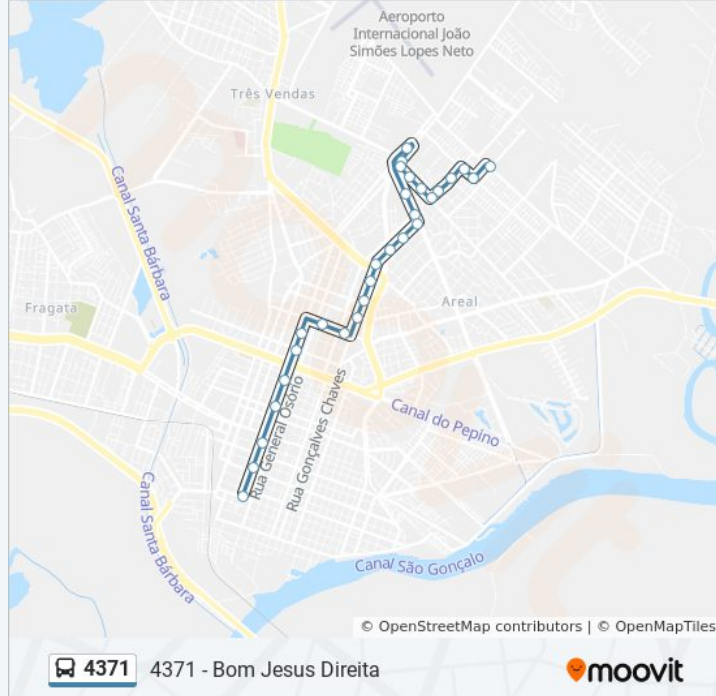 Aeroporto
Internacional João
Simões Lopes Neto
Três Vendas
Canal Santa Bárbara
Fragata
Areal
Rua General Osório
Rua Gonçalves Chaves
Canal do Pepino
Canal Santa Bárbara
Canal São Gonçalo
© OpenStreetMap contributors | © OpenMapTiles
4371 4371 - Bom Jesus Direita
moovit